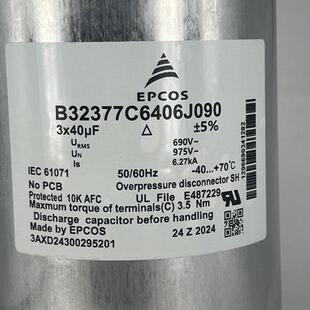 EPCOS
B32377C6406J090
3x40µF △ ±5%
URMS 690V~
UN 975V~
Is 6.27kA
IEC 61071 50/60Hz -40...+70°C
No PCB Overpressure disconnector SH
Protected 10K AFC UL File E487229
Maximum torque of terminals(C) 3.5 Nm
Discharge capacitor before handling
Made by EPCOS 24 Z 2024
3AXD24300295201